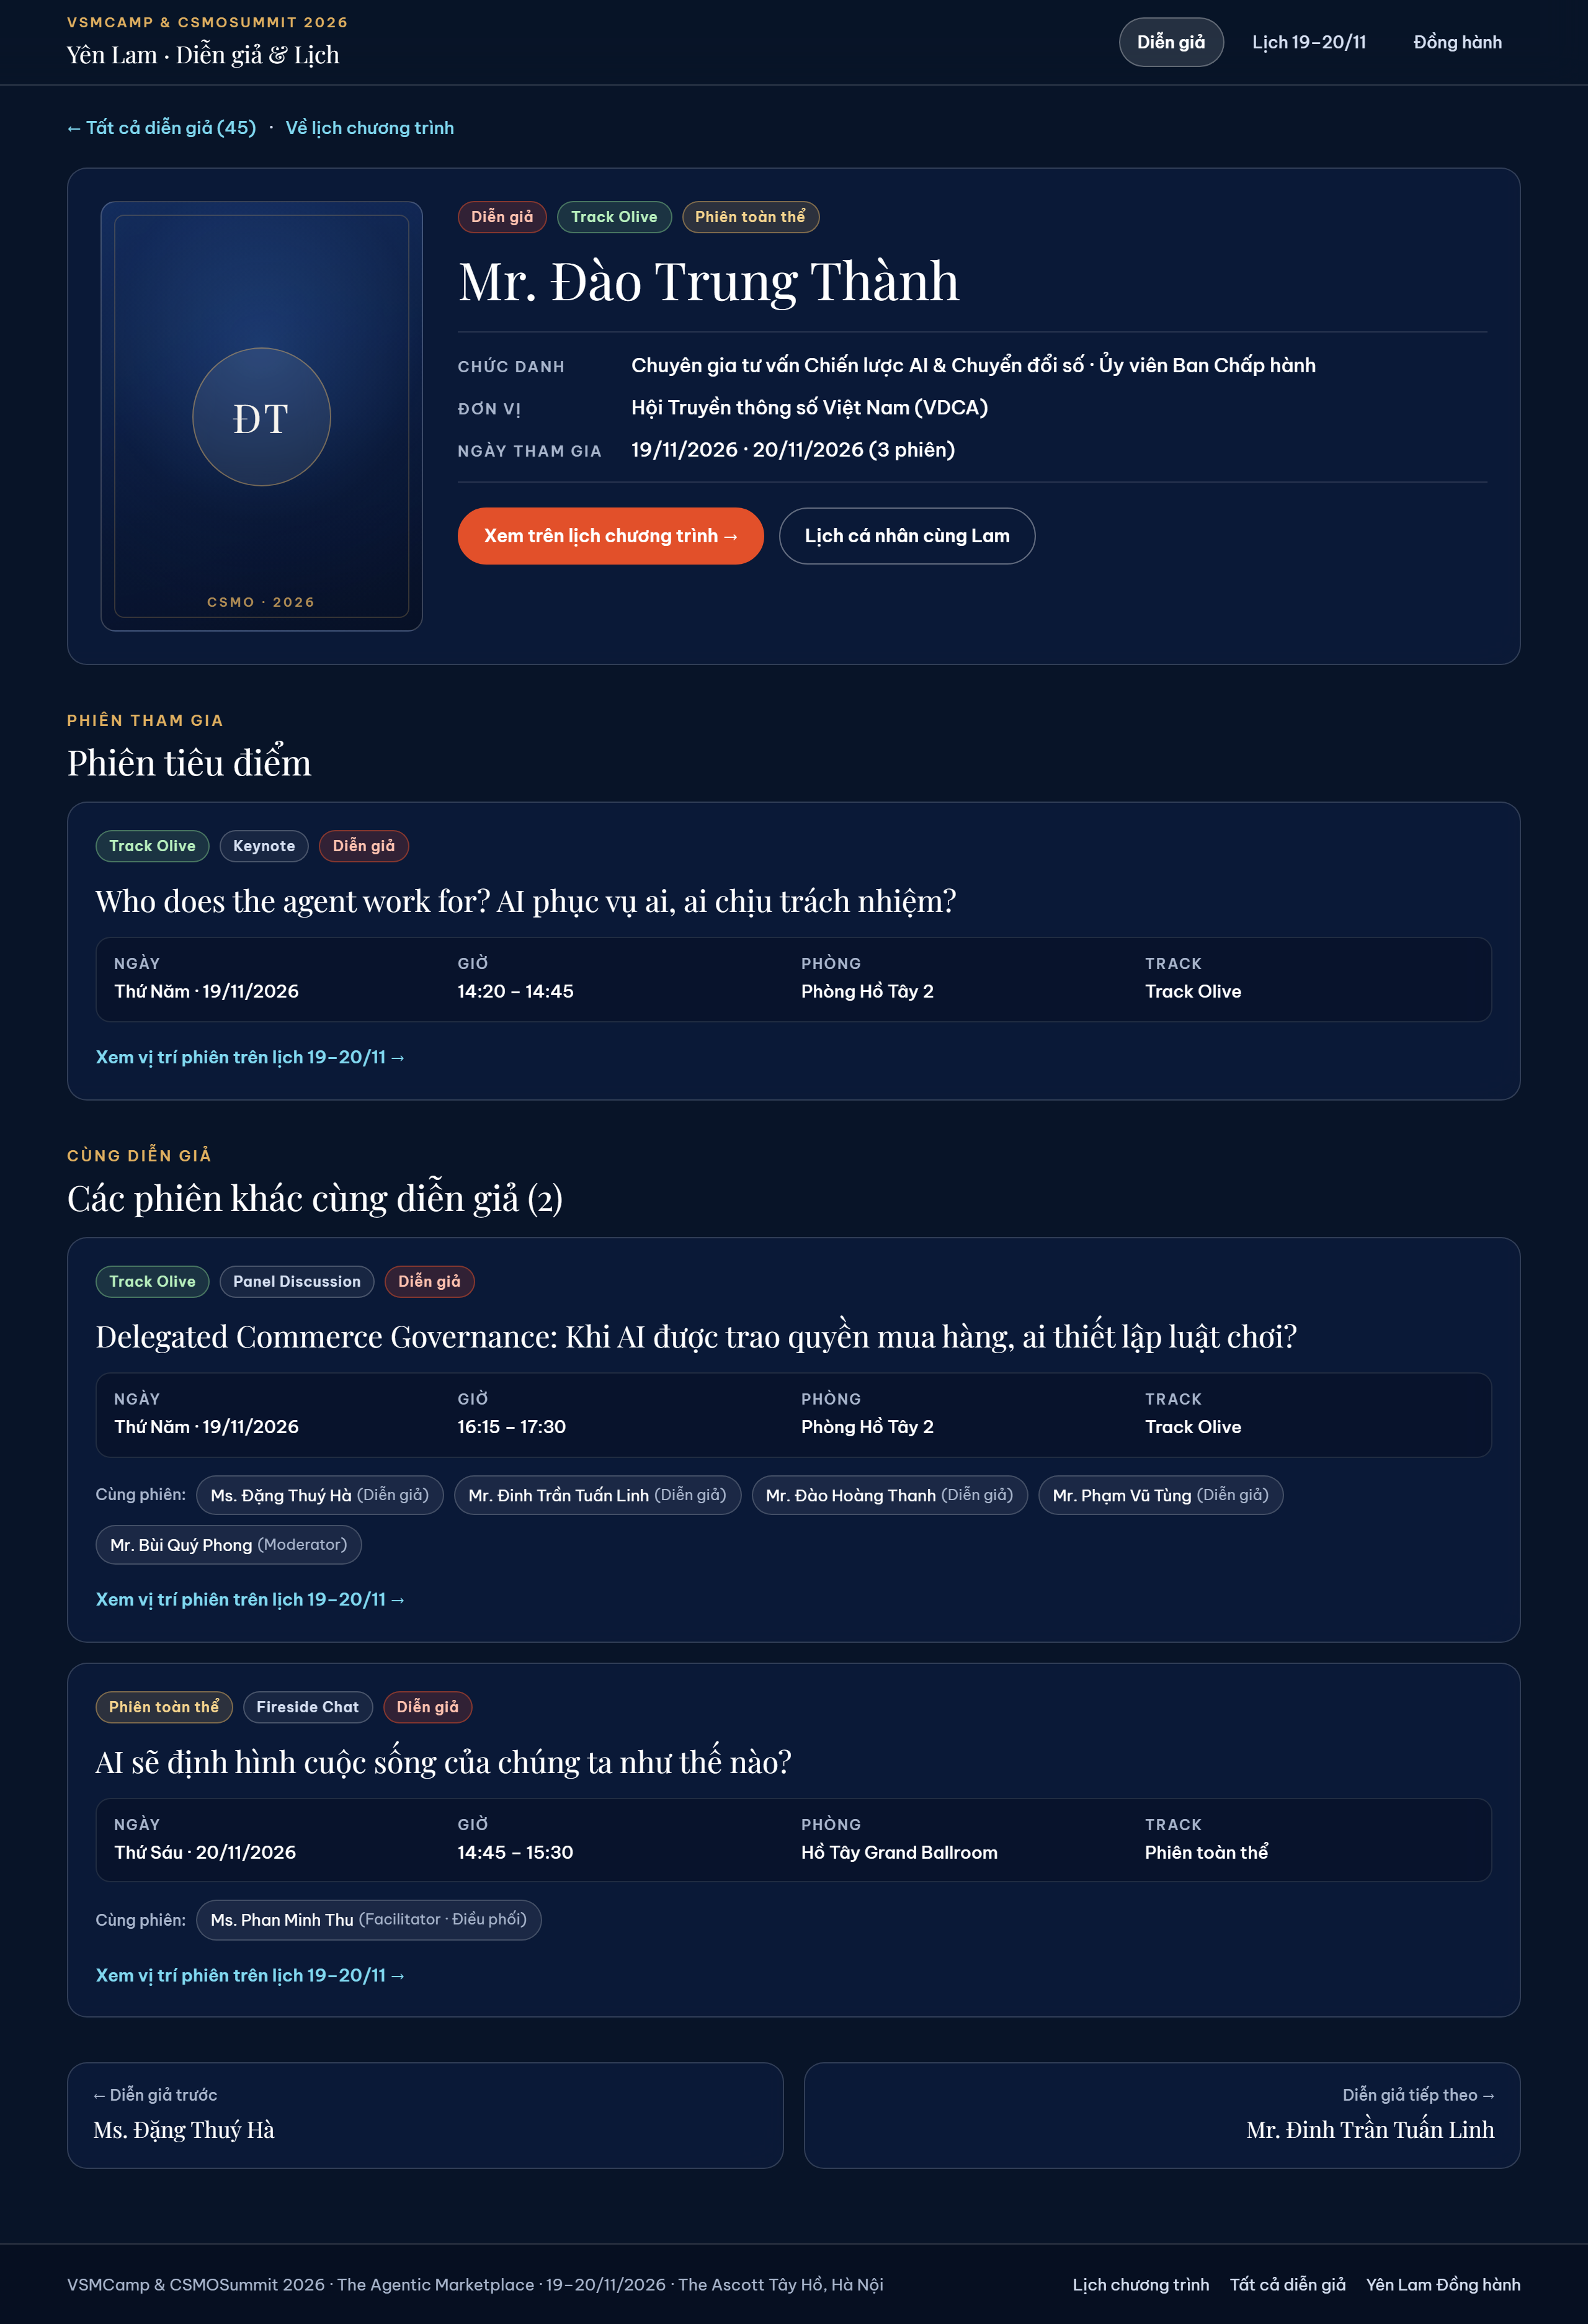 VSMCAMP & CSMOSUMMIT 2026
Yên Lam · Diễn giả & Lịch
Diễn giả
Lịch 19–20/11
Đồng hành
← Tất cả diễn giả (45) · Về lịch chương trình
ĐT
CSMO · 2026
Diễn giả
Track Olive
Phiên toàn thể
Mr. Đào Trung Thành
CHỨC DANH
Chuyên gia tư vấn Chiến lược AI & Chuyển đổi số · Ủy viên Ban Chấp hành
ĐƠN VỊ
Hội Truyền thông số Việt Nam (VDCA)
NGÀY THAM GIA
19/11/2026 · 20/11/2026 (3 phiên)
Xem trên lịch chương trình →
Lịch cá nhân cùng Lam
PHIÊN THAM GIA
Phiên tiêu điểm
Track Olive
Keynote
Diễn giả
Who does the agent work for? AI phục vụ ai, ai chịu trách nhiệm?
NGÀY
Thứ Năm · 19/11/2026
GIỜ
14:20 – 14:45
PHÒNG
Phòng Hồ Tây 2
TRACK
Track Olive
Xem vị trí phiên trên lịch 19–20/11 →
CÙNG DIỄN GIẢ
Các phiên khác cùng diễn giả (2)
Track Olive
Panel Discussion
Diễn giả
Delegated Commerce Governance: Khi AI được trao quyền mua hàng, ai thiết lập luật chơi?
NGÀY
Thứ Năm · 19/11/2026
GIỜ
16:15 – 17:30
PHÒNG
Phòng Hồ Tây 2
TRACK
Track Olive
Cùng phiên:
Ms. Đặng Thuý Hà (Diễn giả)
Mr. Đinh Trần Tuấn Linh (Diễn giả)
Mr. Đào Hoàng Thanh (Diễn giả)
Mr. Phạm Vũ Tùng (Diễn giả)
Mr. Bùi Quý Phong (Moderator)
Xem vị trí phiên trên lịch 19–20/11 →
Phiên toàn thể
Fireside Chat
Diễn giả
AI sẽ định hình cuộc sống của chúng ta như thế nào?
NGÀY
Thứ Sáu · 20/11/2026
GIỜ
14:45 – 15:30
PHÒNG
Hồ Tây Grand Ballroom
TRACK
Phiên toàn thể
Cùng phiên:
Ms. Phan Minh Thu (Facilitator · Điều phối)
Xem vị trí phiên trên lịch 19–20/11 →
← Diễn giả trước
Ms. Đặng Thuý Hà
Diễn giả tiếp theo →
Mr. Đinh Trần Tuấn Linh
VSMCamp & CSMOSummit 2026 · The Agentic Marketplace · 19–20/11/2026 · The Ascott Tây Hồ, Hà Nội
Lịch chương trình
Tất cả diễn giả
Yên Lam Đồng hành